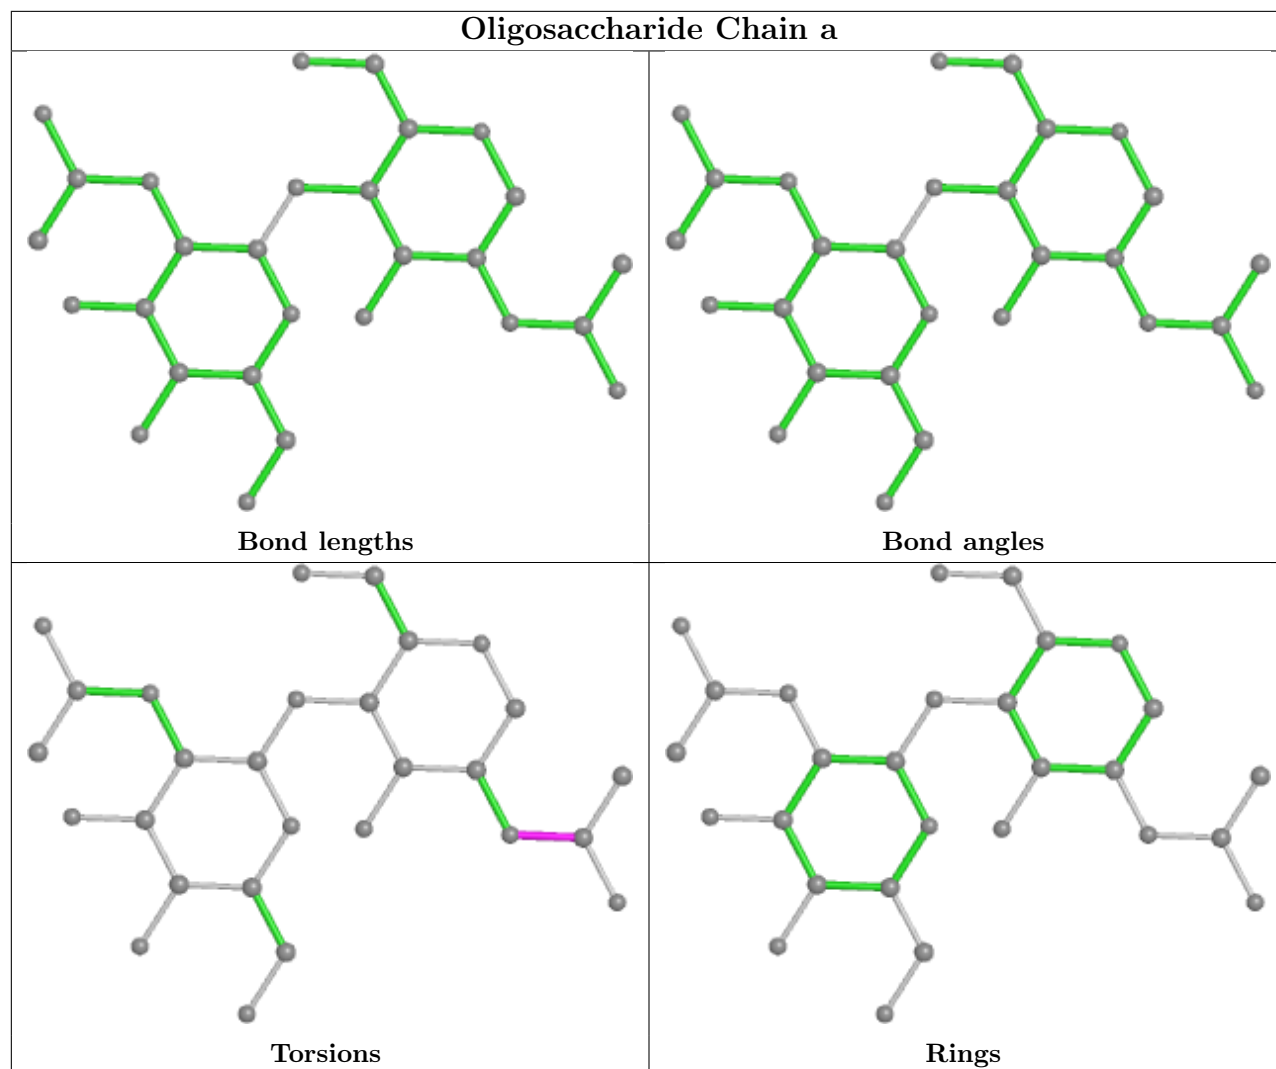 Oligosaccharide Chain a
Bond lengths
Bond angles
Torsions
Rings